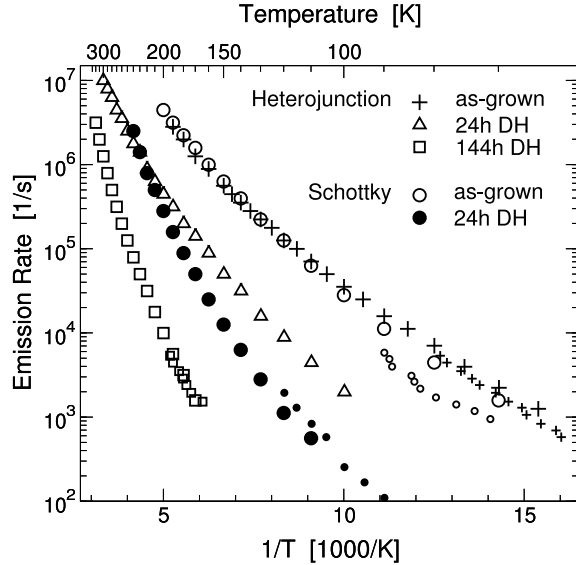 Temperature [K]
300 200 150 100
10^7
10^6
10^5
10^4
10^3
10^2
Emission Rate [1/s]
Heterojunction + as-grown
△ 24h DH
□ 144h DH
Schottky ○ as-grown
● 24h DH
5 10 15
1/T [1000/K]